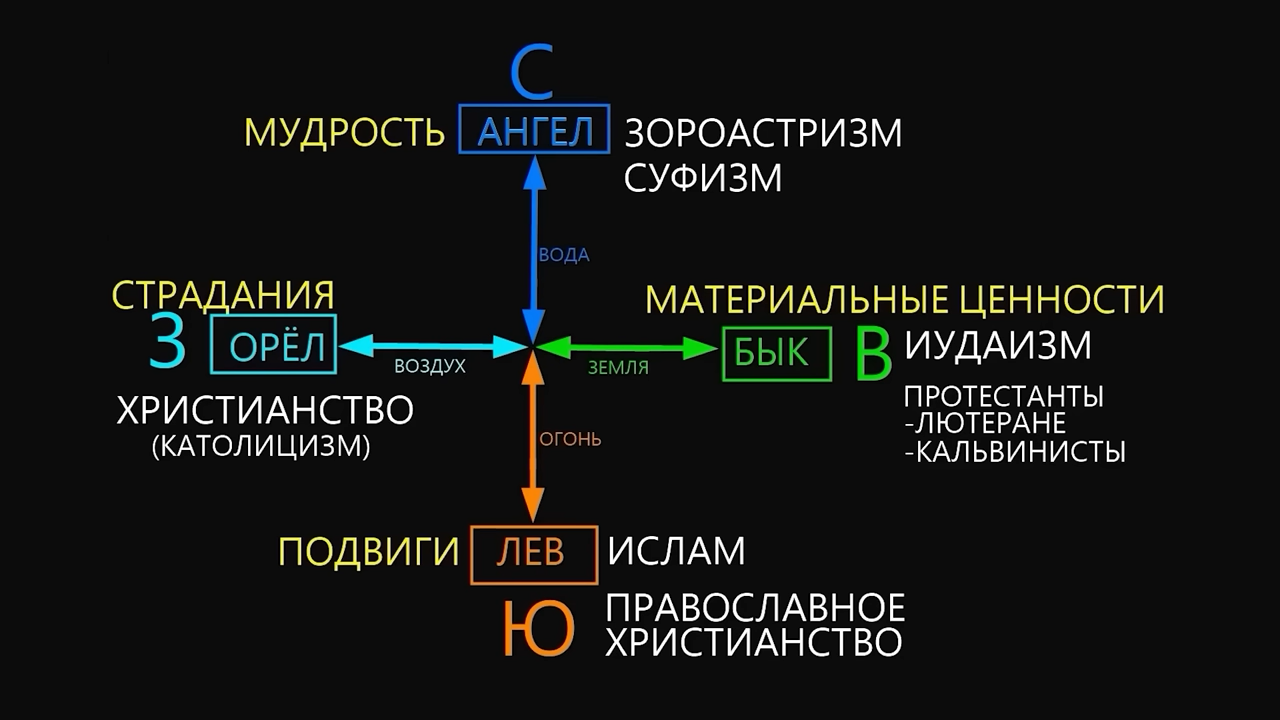 С
МУДРОСТЬ
АНГЕЛ
ЗОРОАСТРИЗМ
СУФИЗМ
ВОДА
СТРАДАНИЯ
З
ОРЁЛ
ВОЗДУХ
ХРИСТИАНСТВО
(КАТОЛИЦИЗМ)
МАТЕРИАЛЬНЫЕ ЦЕННОСТИ
ЗЕМЛЯ
БЫК
В
ИУДАИЗМ
ПРОТЕСТАНТЫ
-ЛЮТЕРАНЕ
-КАЛЬВИНИСТЫ
ОГОНЬ
ПОДВИГИ
ЛЕВ
ИСЛАМ
Ю
ПРАВОСЛАВНОЕ
ХРИСТИАНСТВО